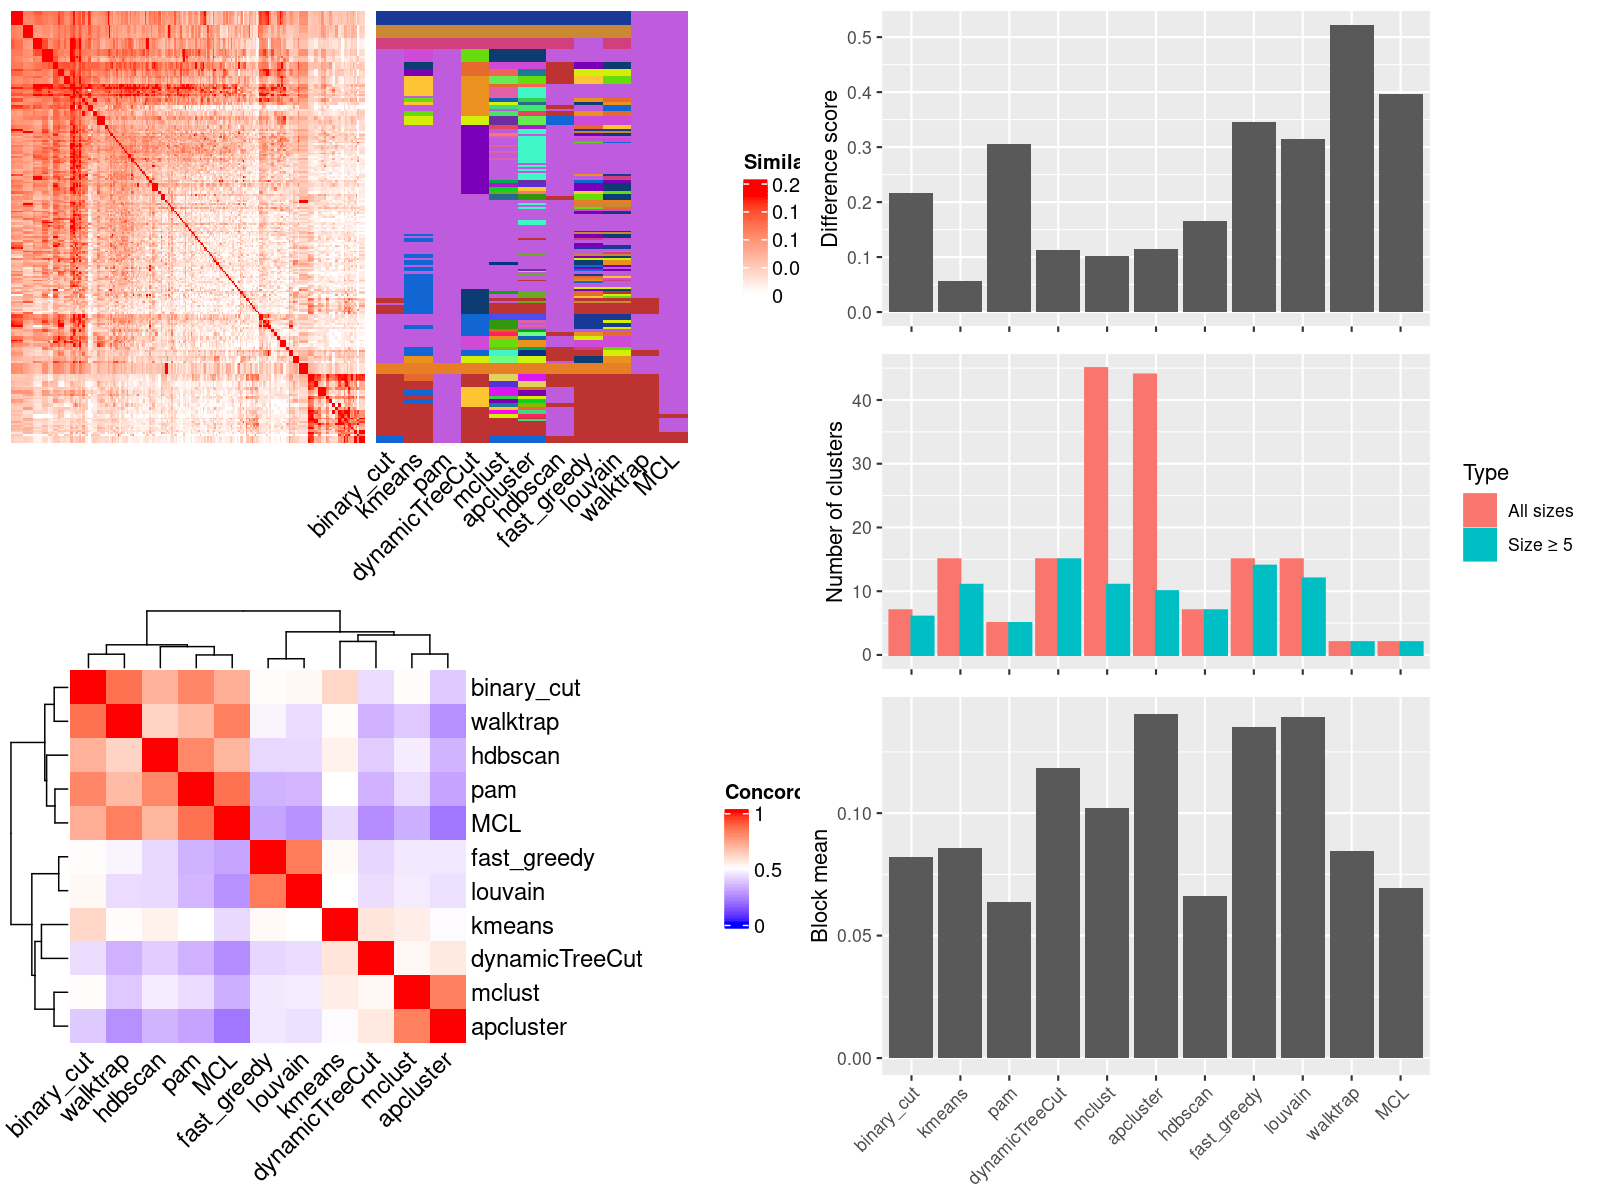 Simila
0.2
0.1
0.1
0.0
0
binary_cut
kmeans
pam
dynamicTreeCut
mclust
apcluster
hdbscan
fast_greedy
louvain
walktrap
MCL
binary_cut
walktrap
hdbscan
pam
MCL
fast_greedy
louvain
kmeans
dynamicTreeCut
mclust
apcluster
binary_cut
walktrap
hdbscan
pam
MCL
fast_greedy
louvain
kmeans
dynamicTreeCut
mclust
apcluster
Concord
1
0.5
0
Difference score
0.5
0.4
0.3
0.2
0.1
0.0
Number of clusters
40
30
20
10
0
Type
All sizes
Size ≥ 5
Block mean
0.10
0.05
0.00
binary_cut
kmeans
pam
dynamicTreeCut
mclust
apcluster
hdbscan
fast_greedy
louvain
walktrap
MCL